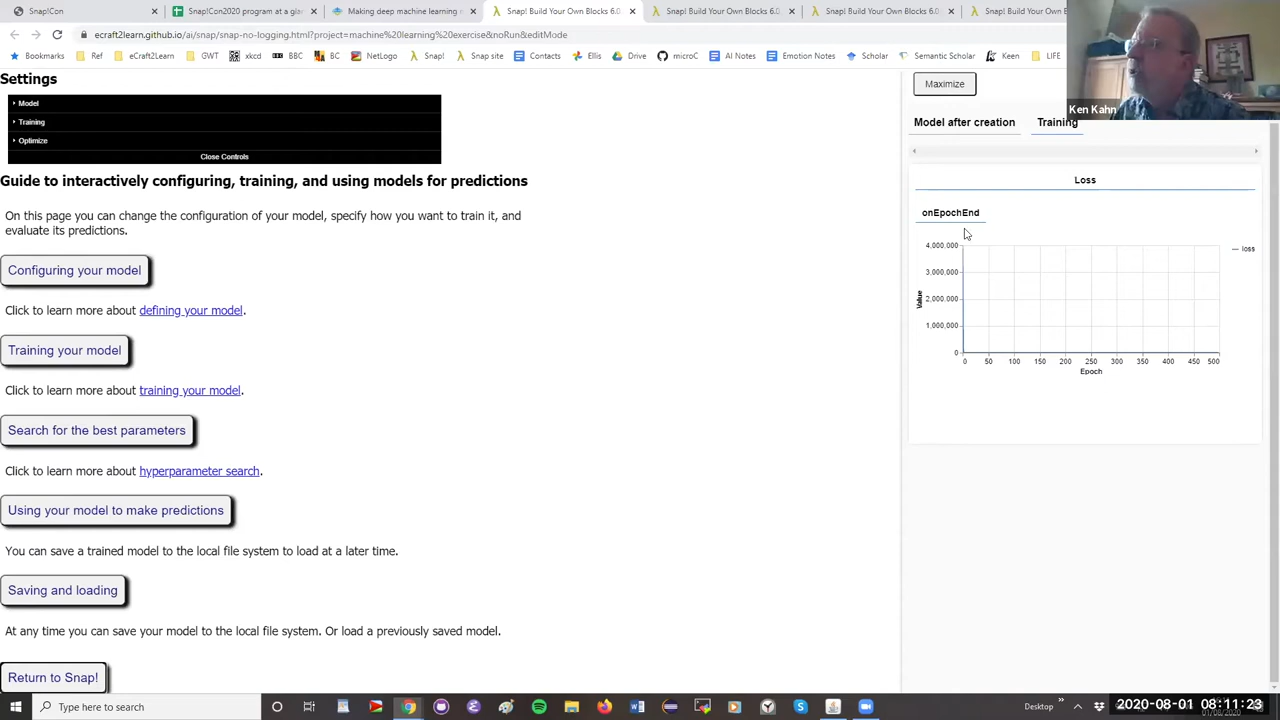 Snap!Con
Snap!Con2020 program at a gla
Making deep machine learning m
Snap! Build Your Own Blocks 6.0
Snap! Build Your Own Blocks 6.0
Snap! Build Your Own Blocks 6.0
Snap! Build Your Own
ecraft2learn.github.io/ai/snap/snap-no-logging.html?project=machine%20learning%20exercise&noRun&editMode
Bookmarks Ref eCraft2learn GWT xkcd BBC BC NetLogo Snap site Contacts Ellis Drive microC AI Notes Emotion Notes Scholar Semantic Scholar Keen LIFE
Settings
Model
Training
Optimize
Close Controls
Guide to interactively configuring, training, and using models for predictions
On this page you can change the configuration of your model, specify how you want to train it, and
evaluate its predictions.
Configuring your model
Click to learn more about defining your model.
Training your model
Click to learn more about training your model.
Search for the best parameters
Click to learn more about hyperparameter search.
Using your model to make predictions
You can save a trained model to the local file system to load at a later time.
Saving and loading
At any time you can save your model to the local file system. Or load a previously saved model.
Return to Snap!
Maximize
Ken Kahn
Model after creation Training
Loss
onEpochEnd
4,000,000
3,000,000
2,000,000
1,000,000
0
Value
loss
0 50 100 150 200 250 300 350 400 450 500
Epoch
Type here to search
Desktop
2020-08-01 08:11:23